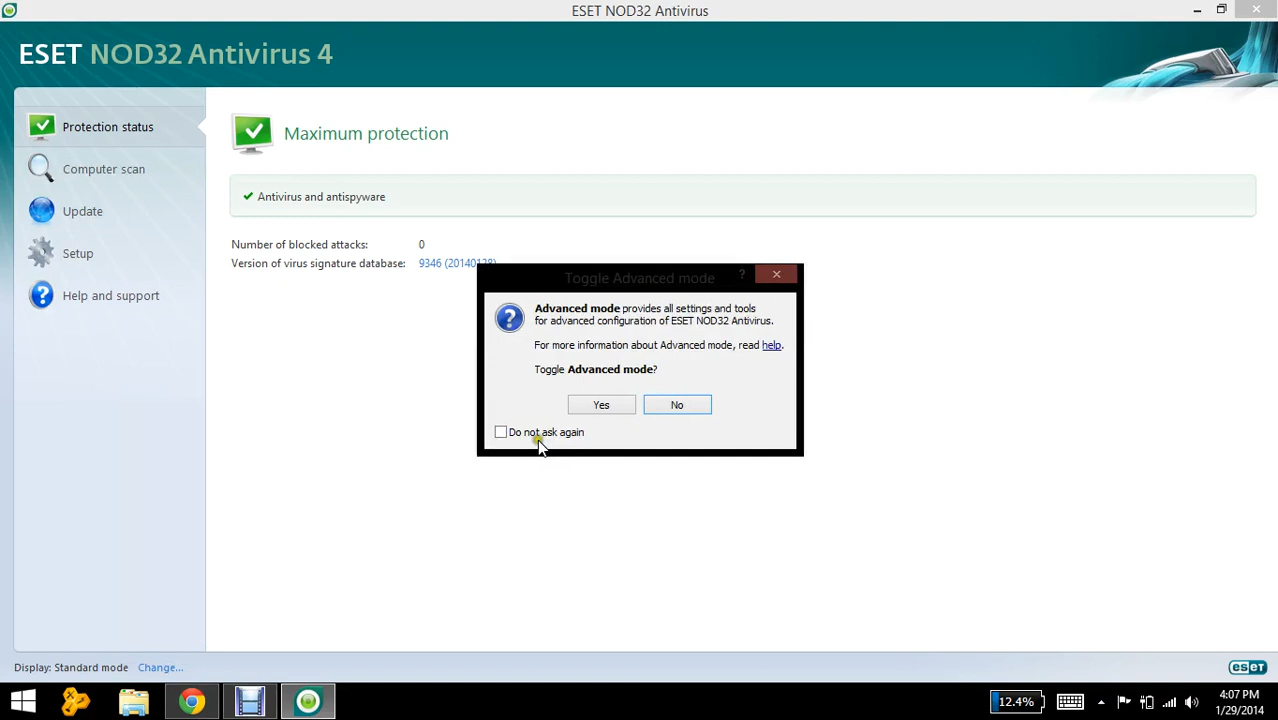 ESET NOD32 Antivirus
ESET NOD32 Antivirus 4
Protection status
Computer scan
Update
Setup
Help and support
Maximum protection
Antivirus and antispyware
Number of blocked attacks: 0
Version of virus signature database: 9346 (20140128)
Toggle Advanced mode
?
Advanced mode provides all settings and tools
for advanced configuration of ESET NOD32 Antivirus.
For more information about Advanced mode, read help.
Toggle Advanced mode?
Yes No
Do not ask again
Display: Standard mode Change...
eset
12.4%
4:07 PM
1/29/2014